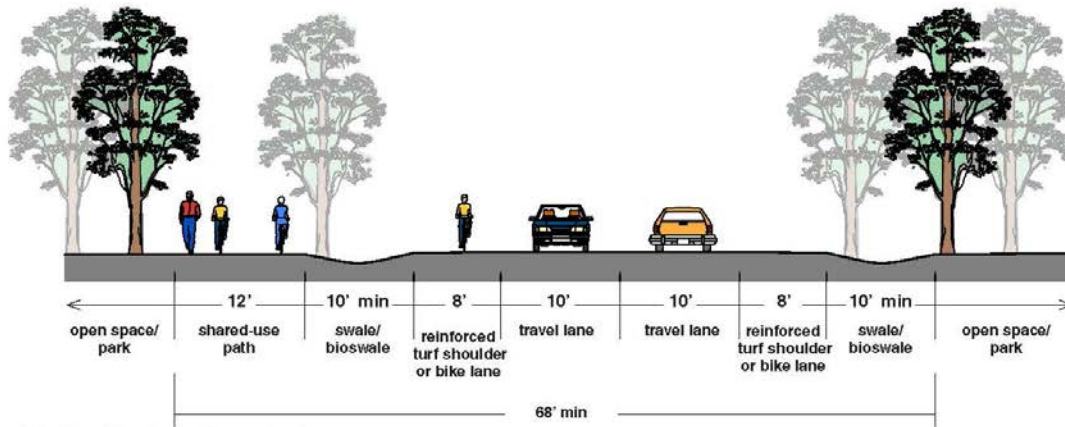 12' 10' min 8' 10' 10' 8' 10' min
open space/
park
shared-use
path
swale/
bioswale
reinforced
turf shoulder
or bike lane
travel lane
travel lane
reinforced
turf shoulder
or bike lane
swale/
bioswale
open space/
park
68' min